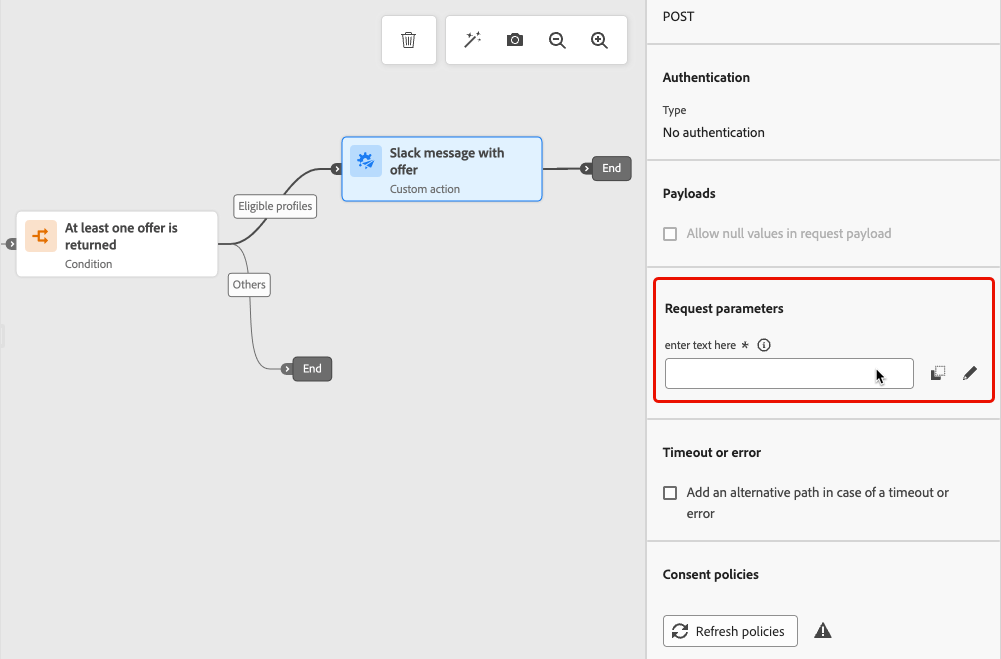 Slack message with
offer
Custom action
End
Eligible profiles
At least one offer is
returned
Condition
Others
End
POST
Authentication
Type
No authentication
Payloads
Allow null values in request payload
Request parameters
enter text here *
Timeout or error
Add an alternative path in case of a timeout or
error
Consent policies
Refresh policies